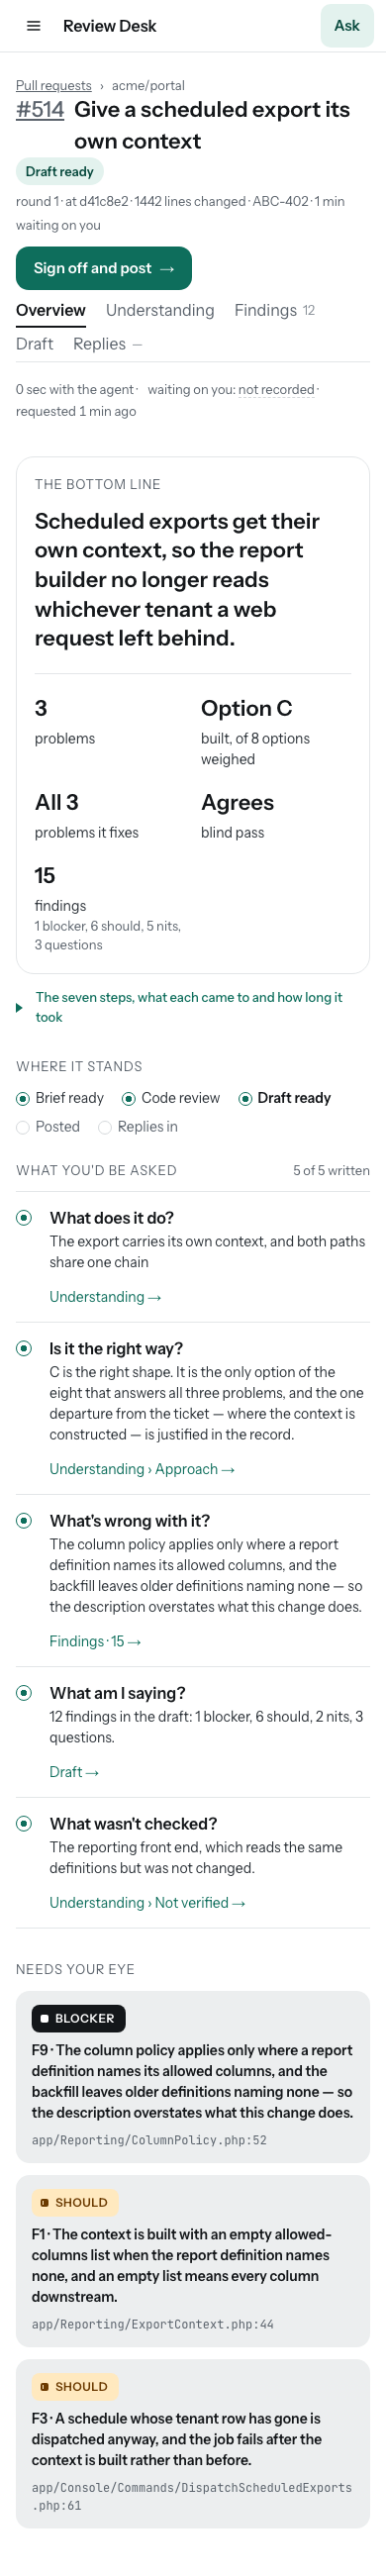 Review Desk
Ask
Pull requests › acme/portal
#514 Give a scheduled export its
own context
Draft ready
round 1 · at d41c8e2 · 1442 lines changed · ABC-402 · 1 min
waiting on you
Sign off and post →
Overview Understanding Findings 12
Draft Replies —
0 sec with the agent · waiting on you: not recorded ·
requested 1 min ago
THE BOTTOM LINE
Scheduled exports get their
own context, so the report
builder no longer reads
whichever tenant a web
request left behind.
3
problems
Option C
built, of 8 options
weighed
All 3
problems it fixes
Agrees
blind pass
15
findings
1 blocker, 6 should, 5 nits,
3 questions
The seven steps, what each came to and how long it
took
WHERE IT STANDS
Brief ready Code review Draft ready
Posted Replies in
WHAT YOU'D BE ASKED 5 of 5 written
What does it do?
The export carries its own context, and both paths
share one chain
Understanding →
Is it the right way?
C is the right shape. It is the only option of the
eight that answers all three problems, and the one
departure from the ticket — where the context is
constructed — is justified in the record.
Understanding › Approach →
What's wrong with it?
The column policy applies only where a report
definition names its allowed columns, and the
backfill leaves older definitions naming none — so
the description overstates what this change does.
Findings · 15 →
What am I saying?
12 findings in the draft: 1 blocker, 6 should, 2 nits, 3
questions.
Draft →
What wasn't checked?
The reporting front end, which reads the same
definitions but was not changed.
Understanding › Not verified →
NEEDS YOUR EYE
BLOCKER
F9 · The column policy applies only where a report
definition names its allowed columns, and the
backfill leaves older definitions naming none — so
the description overstates what this change does.
app/Reporting/ColumnPolicy.php:52
SHOULD
F1 · The context is built with an empty allowed-
columns list when the report definition names
none, and an empty list means every column
downstream.
app/Reporting/ExportContext.php:44
SHOULD
F3 · A schedule whose tenant row has gone is
dispatched anyway, and the job fails after the
context is built rather than before.
app/Console/Commands/DispatchScheduledExports
.php:61